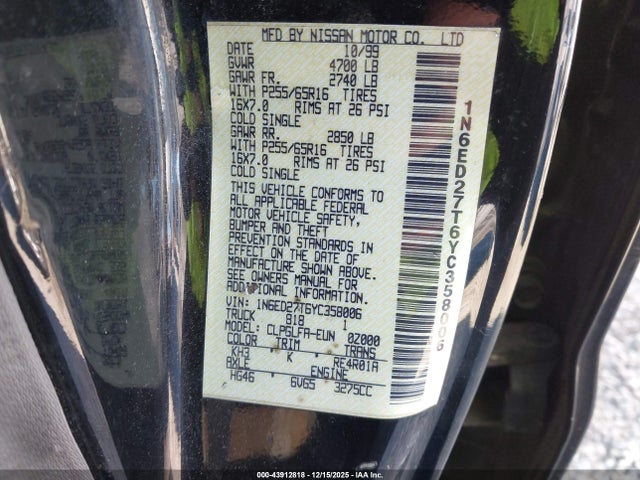 MFD BY NISSAN MOTOR CO. LTD
DATE 10/99
GVWR 4700 LB
GAWR FR. 2740 LB
WITH P255/65R16 TIRES
16X7.0 RIMS AT 26 PSI
COLD SINGLE
GAWR RR. 2850 LB
WITH P255/65R16 TIRES
16X7.0 RIMS AT 26 PSI
COLD SINGLE
THIS VEHICLE CONFORMS TO
ALL APPLICABLE FEDERAL
MOTOR VEHICLE SAFETY,
BUMPER AND THEFT
PREVENTION STANDARDS IN
EFFECT ON THE DATE OF
MANUFACTURE SHOWN ABOVE.
SEE OWNERS MANUAL FOR
ADDITIONAL INFORMATION.
VIN: 1N6ED27T6YC358006
TRUCK 818 1
MODEL: CLPGLFA-EUN 02000
COLOR TRIM TRANS
KH3 K RE4R01A
AXLE ENGINE
HG46 6VG5 3275CC
1N6ED27T6YC358006
000-43912818 - 12/15/2025 - COPART